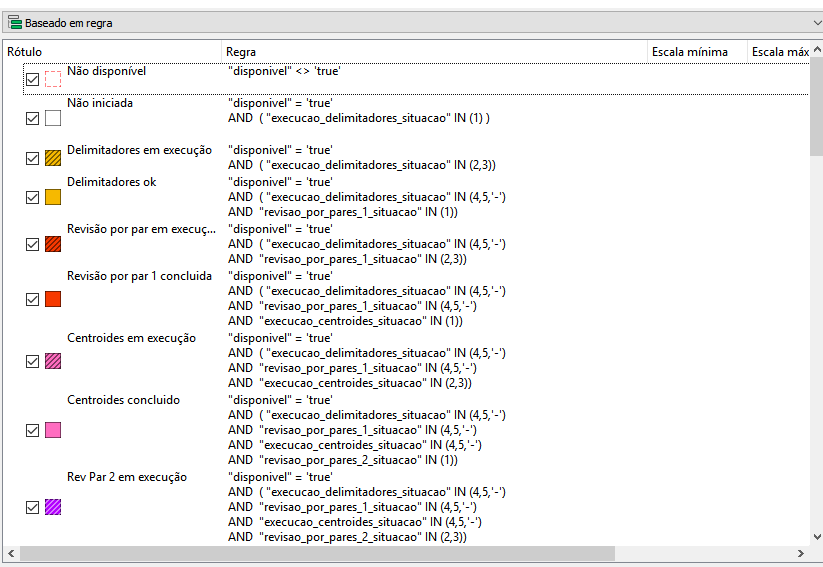 Baseado em regra
Rótulo Regra Escala mínima Escala máx
Não disponível "disponivel" <> 'true'
Não iniciada "disponivel" = 'true'
AND ( "execucao_delimitadores_situacao" IN (1) )
Delimitadores em execução "disponivel" = 'true'
AND ( "execucao_delimitadores_situacao" IN (2,3))
Delimitadores ok "disponivel" = 'true'
AND ( "execucao_delimitadores_situacao" IN (4,5,'-')
AND "revisao_por_pares_1_situacao" IN (1))
Revisão por par em execuç... "disponivel" = 'true'
AND ( "execucao_delimitadores_situacao" IN (4,5,'-')
AND "revisao_por_pares_1_situacao" IN (2,3))
Revisão por par 1 concluida "disponivel" = 'true'
AND ( "execucao_delimitadores_situacao" IN (4,5,'-')
AND "revisao_por_pares_1_situacao" IN (4,5,'-')
AND "execucao_centroides_situacao" IN (1))
Centroides em execução "disponivel" = 'true'
AND ( "execucao_delimitadores_situacao" IN (4,5,'-')
AND "revisao_por_pares_1_situacao" IN (4,5,'-')
AND "execucao_centroides_situacao" IN (2,3))
Centroides concluido "disponivel" = 'true'
AND ( "execucao_delimitadores_situacao" IN (4,5,'-')
AND "revisao_por_pares_1_situacao" IN (4,5,'-')
AND "execucao_centroides_situacao" IN (4,5,'-')
AND "revisao_por_pares_2_situacao" IN (1))
Rev Par 2 em execução "disponivel" = 'true'
AND ( "execucao_delimitadores_situacao" IN (4,5,'-')
AND "revisao_por_pares_1_situacao" IN (4,5,'-')
AND "execucao_centroides_situacao" IN (4,5,'-')
AND "revisao_por_pares_2_situacao" IN (2,3))